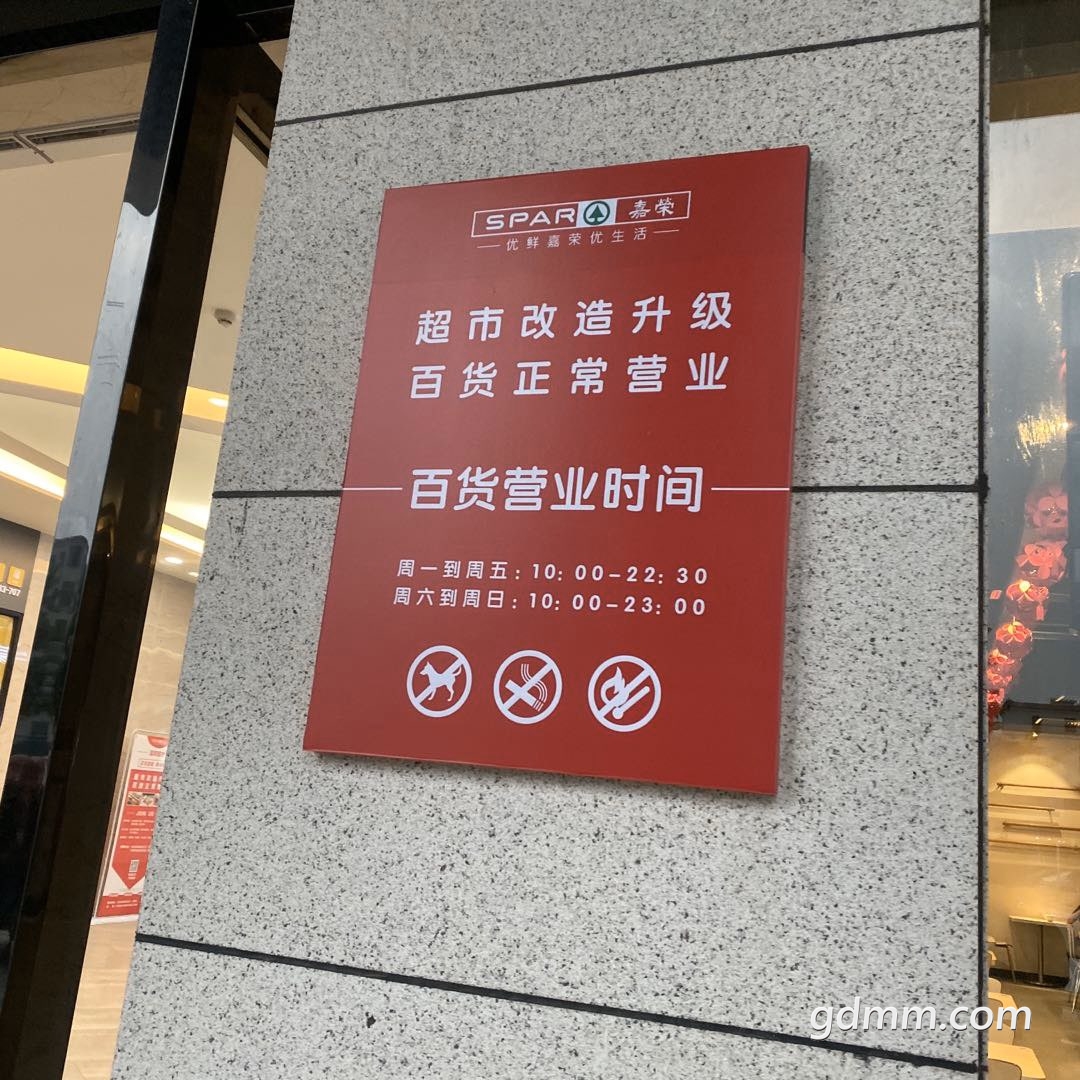 SPAR 嘉榮
优鲜嘉荣优生活
超市改造升级
百货正常营业
百货营业时间
周一到周五:10:00-22:30
周六到周日:10:00-23:00
gdmm.com